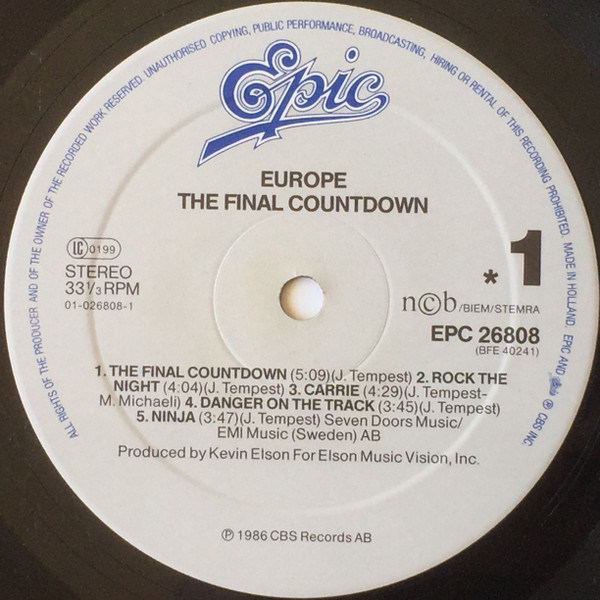 ALL RIGHTS OF THE PRODUCER AND OF THE OWNER OF THE RECORDED WORK RESERVED. UNAUTHORISED COPYING, PUBLIC PERFORMANCE, BROADCASTING, HIRING OR RENTAL OF THIS RECORDING PROHIBITED. MADE IN HOLLAND. EPIC AND ℗ CBS INC.
Epic
EUROPE
THE FINAL COUNTDOWN
LC 0199
STEREO
33⅓ RPM
01-026808-1
* 1
n©b/BIEM/STEMRA
EPC 26808
(BFE 40241)
1. THE FINAL COUNTDOWN (5:09)(J. Tempest) 2. ROCK THE
NIGHT (4:04)(J. Tempest) 3. CARRIE (4:29)(J. Tempest-
M. Michaeli) 4. DANGER ON THE TRACK (3:45)(J. Tempest)
5. NINJA (3:47)(J. Tempest) Seven Doors Music/
EMI Music (Sweden) AB
Produced by Kevin Elson For Elson Music Vision, Inc.
℗ 1986 CBS Records AB